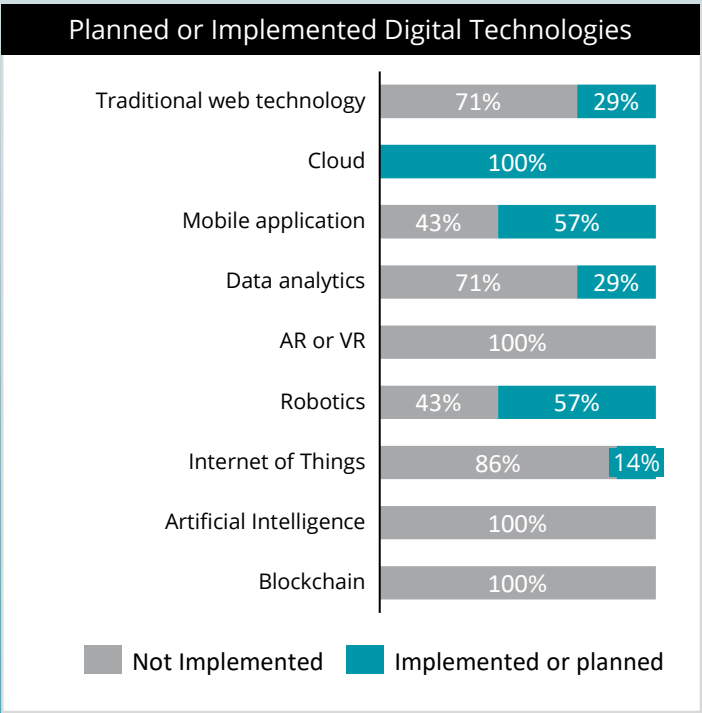 Planned or Implemented Digital Technologies
Traditional web technology 71% 29%
Cloud 100%
Mobile application 43% 57%
Data analytics 71% 29%
AR or VR 100%
Robotics 43% 57%
Internet of Things 86% 14%
Artificial Intelligence 100%
Blockchain 100%
Not Implemented Implemented or planned